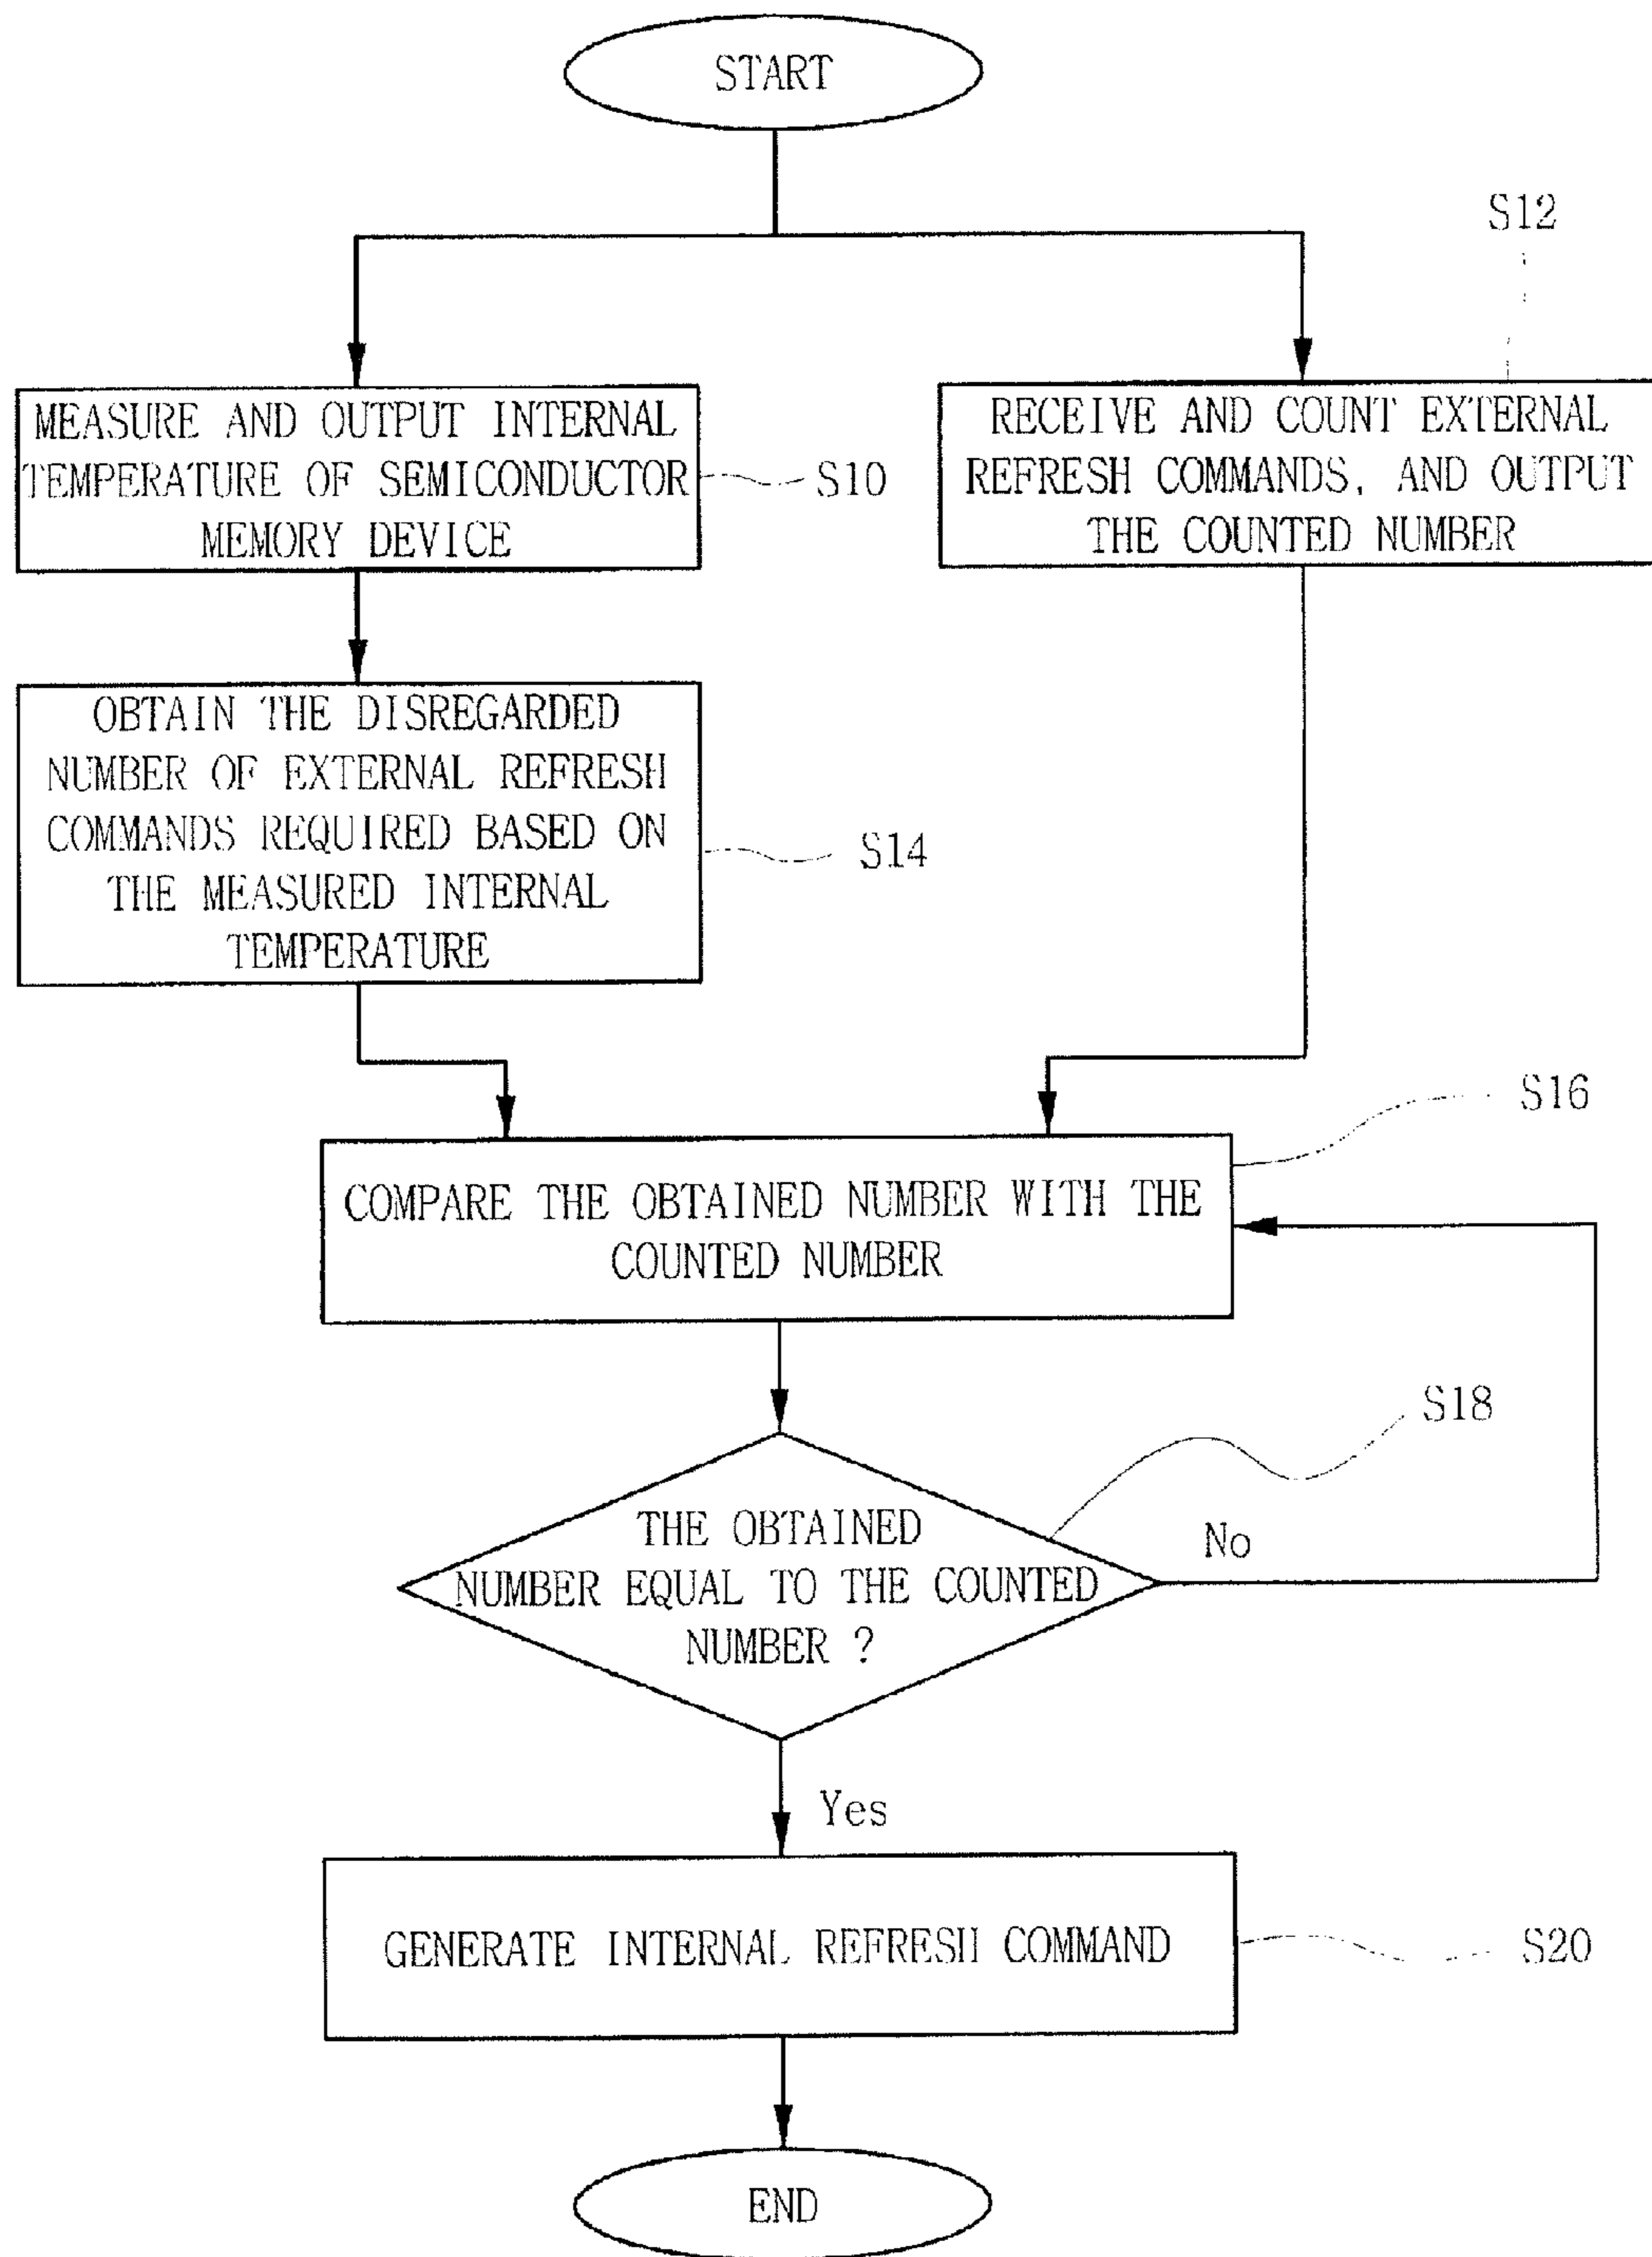 START
S12
MEASURE AND OUTPUT INTERNAL
TEMPERATURE OF SEMICONDUCTOR
MEMORY DEVICE
S10
RECEIVE AND COUNT EXTERNAL
REFRESH COMMANDS, AND OUTPUT
THE COUNTED NUMBER
OBTAIN THE DISREGARDED
NUMBER OF EXTERNAL REFRESH
COMMANDS REQUIRED BASED ON
THE MEASURED INTERNAL
TEMPERATURE
S14
S16
COMPARE THE OBTAINED NUMBER WITH THE
COUNTED NUMBER
S18
THE OBTAINED
NUMBER EQUAL TO THE COUNTED
NUMBER ?
No
Yes
GENERATE INTERNAL REFRESH COMMAND
S20
END